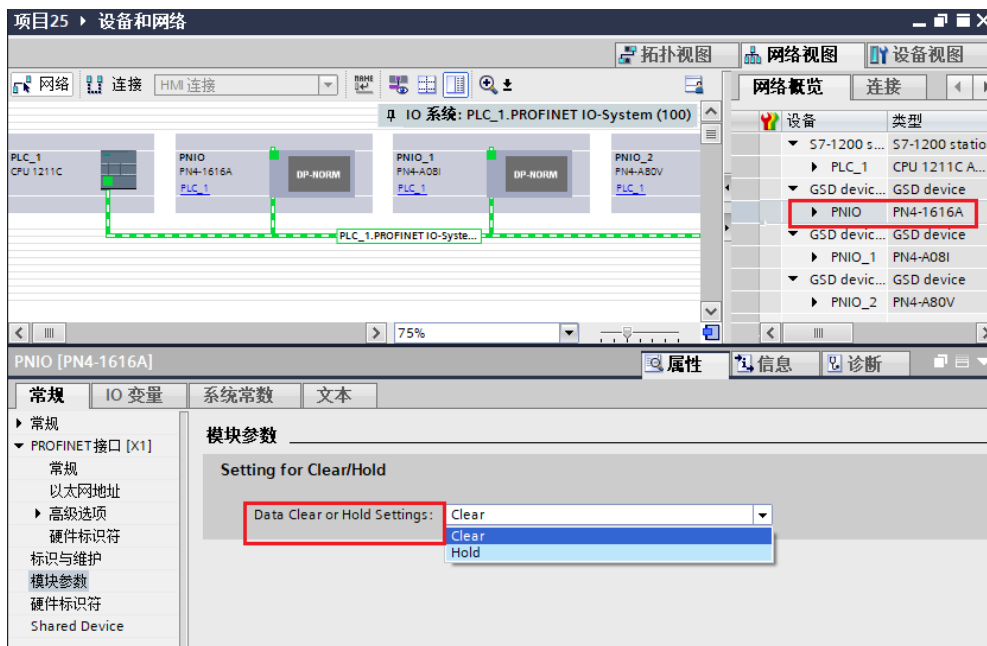 项目25 ▸ 设备和网络
拓扑视图 网络视图 设备视图
网络 连接 HMI 连接
IO 系统: PLC_1.PROFINET IO-System (100)
PLC_1
CPU 1211C
PNIO
PN4-1616A
PLC_1
DP-NORM
PNIO_1
PN4-A08I
PLC_1
DP-NORM
PNIO_2
PN4-A80V
PLC_1
PLC_1.PROFINET IO-Syste...
75%
网络概览 连接
设备 类型
S7-1200 s... S7-1200 statio
PLC_1 CPU 1211C A...
GSD devic... GSD device
PNIO PN4-1616A
GSD devic... GSD device
PNIO_1 PN4-A08I
GSD devic... GSD device
PNIO_2 PN4-A80V
PNIO [PN4-1616A]
属性 信息 诊断
常规 IO 变量 系统常数 文本
常规
PROFINET接口 [X1]
常规
以太网地址
高级选项
硬件标识符
标识与维护
模块参数
硬件标识符
Shared Device
模块参数
Setting for Clear/Hold
Data Clear or Hold Settings: Clear
Clear
Hold